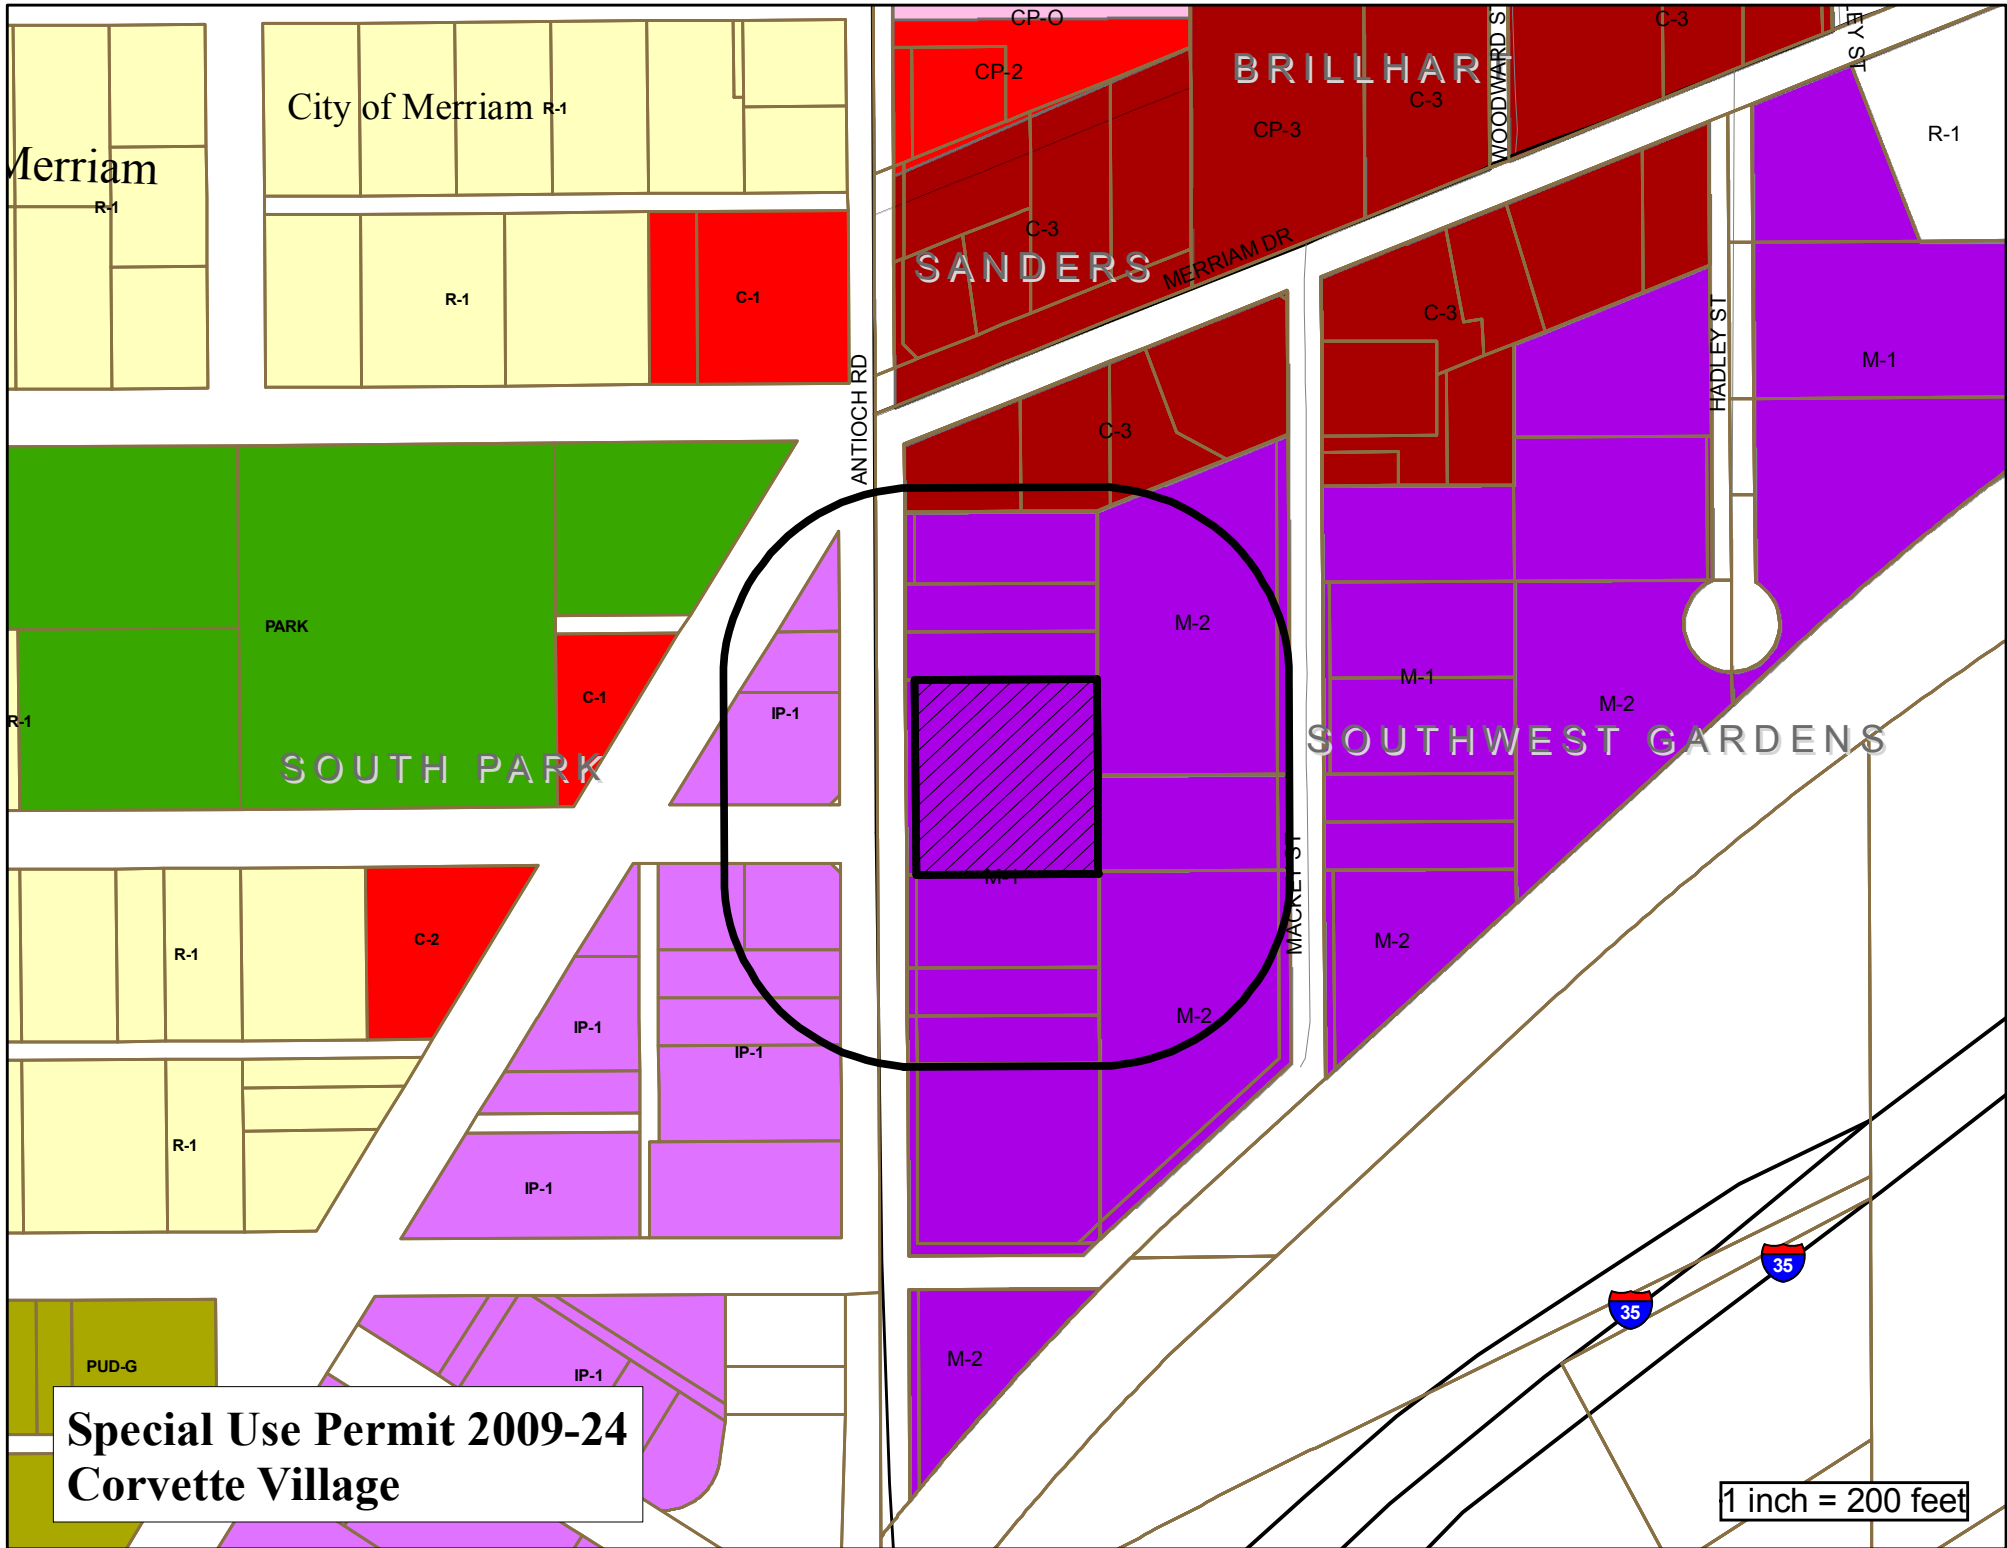 CP-O
C-3
LEY ST
CP-2
BRILLHAR
WOODWARD S
C-3
City of Merriam
R-1
CP-3
R-1
Merriam
R-1
C-3
SANDERS
MERRIAM DR
R-1
C-1
C-3
HADLEY ST
M-1
ANTIOCH RD
C-3
PARK
M-2
M-1
C-1
IP-1
R-1
M-2
SOUTH PARK
SOUTHWEST GARDENS
M-1
MACKEY ST
C-2
R-1
M-2
M-2
IP-1
IP-1
R-1
IP-1
35
35
M-2
PUD-G
IP-1
Special Use Permit 2009-24
Corvette Village
1 inch = 200 feet